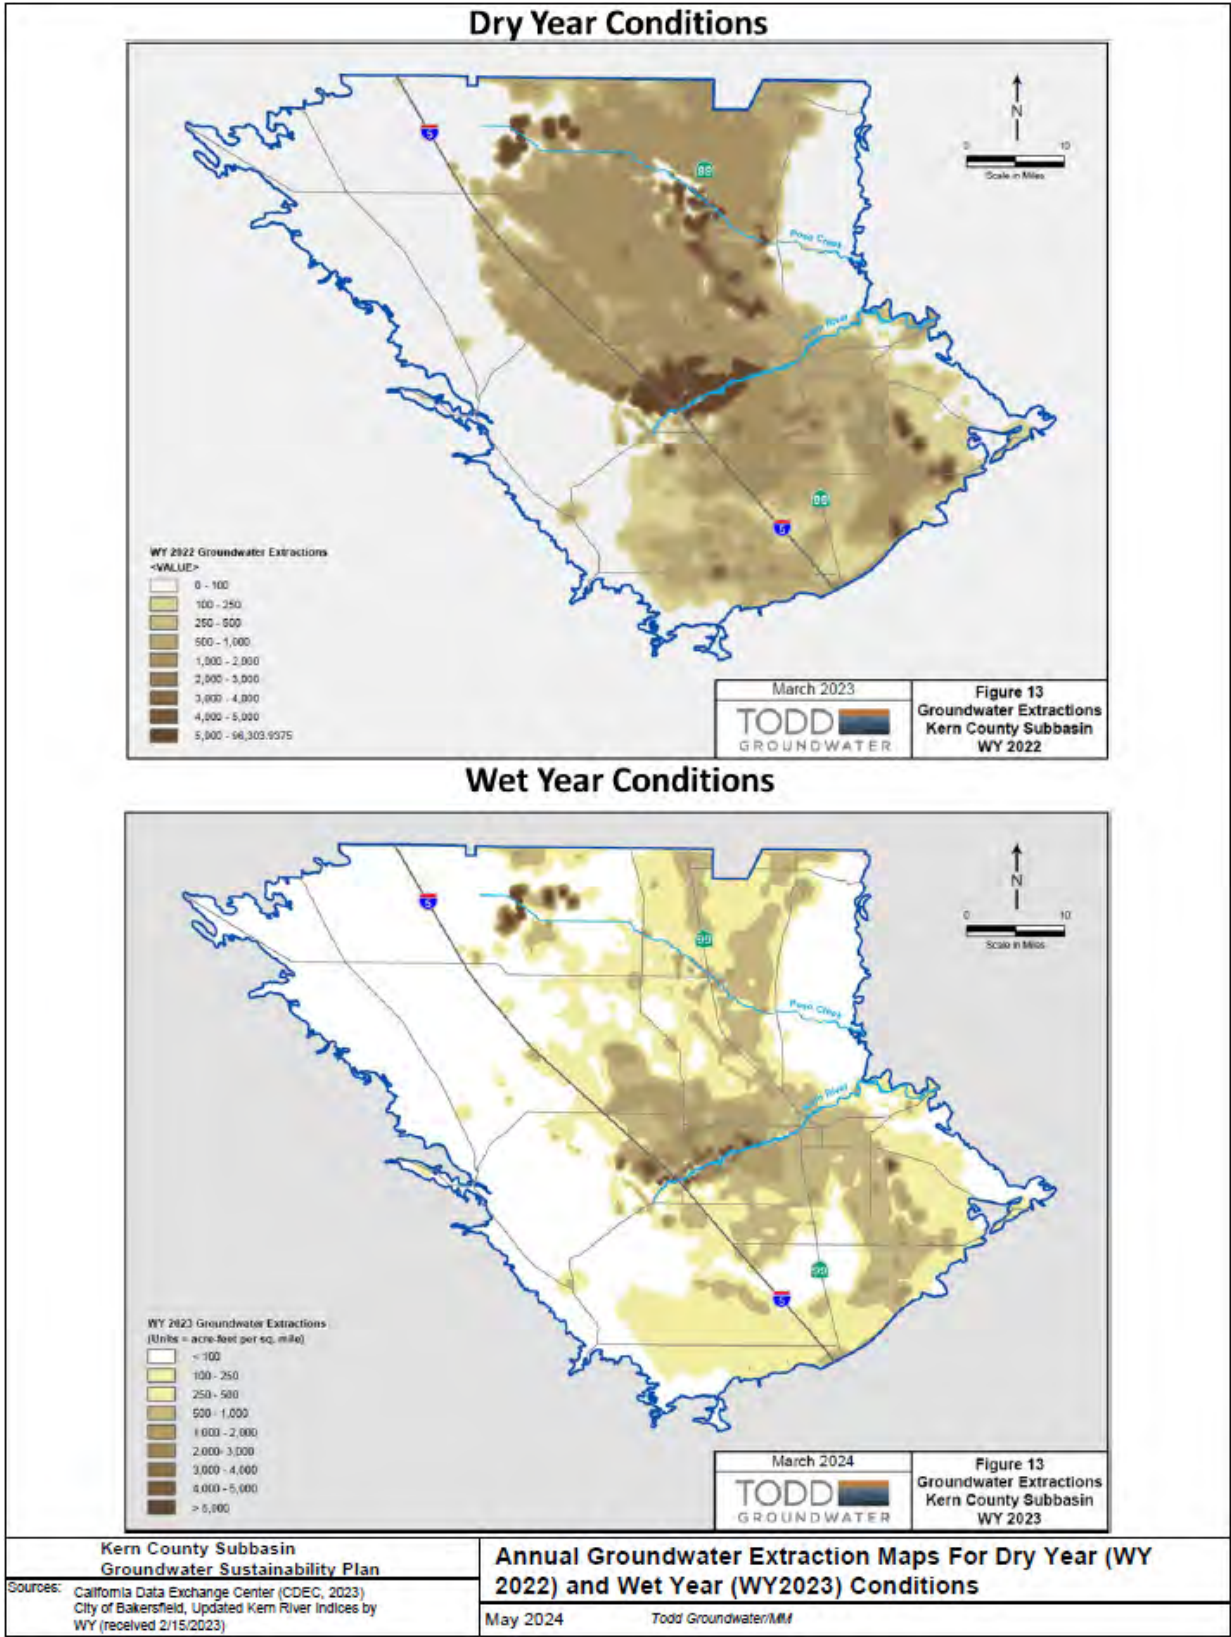 Dry Year Conditions
N
0 10
Scale in Miles
5
99
Poso Creek
Kern River
99
5
WY 2022 Groundwater Extractions
<VALUE>
0 - 100
100 - 250
250 - 500
500 - 1,000
1,000 - 2,000
2,000 - 3,000
3,000 - 4,000
4,000 - 5,000
5,000 - 96,303.9375
March 2023
TODD
GROUNDWATER
Figure 13
Groundwater Extractions
Kern County Subbasin
WY 2022
Wet Year Conditions
N
0 10
Scale in Miles
5
99
Poso Creek
Kern River
99
5
WY 2023 Groundwater Extractions
(Units = acre-feet per sq. mile)
< 100
100 - 250
250 - 500
500 - 1,000
1,000 - 2,000
2,000 - 3,000
3,000 - 4,000
4,000 - 5,000
> 5,000
March 2024
TODD
GROUNDWATER
Figure 13
Groundwater Extractions
Kern County Subbasin
WY 2023
Kern County Subbasin
Groundwater Sustainability Plan
Sources: California Data Exchange Center (CDEC, 2023)
City of Bakersfield, Updated Kern River Indices by
WY (received 2/15/2023)
Annual Groundwater Extraction Maps For Dry Year (WY
2022) and Wet Year (WY2023) Conditions
May 2024 Todd Groundwater/MM